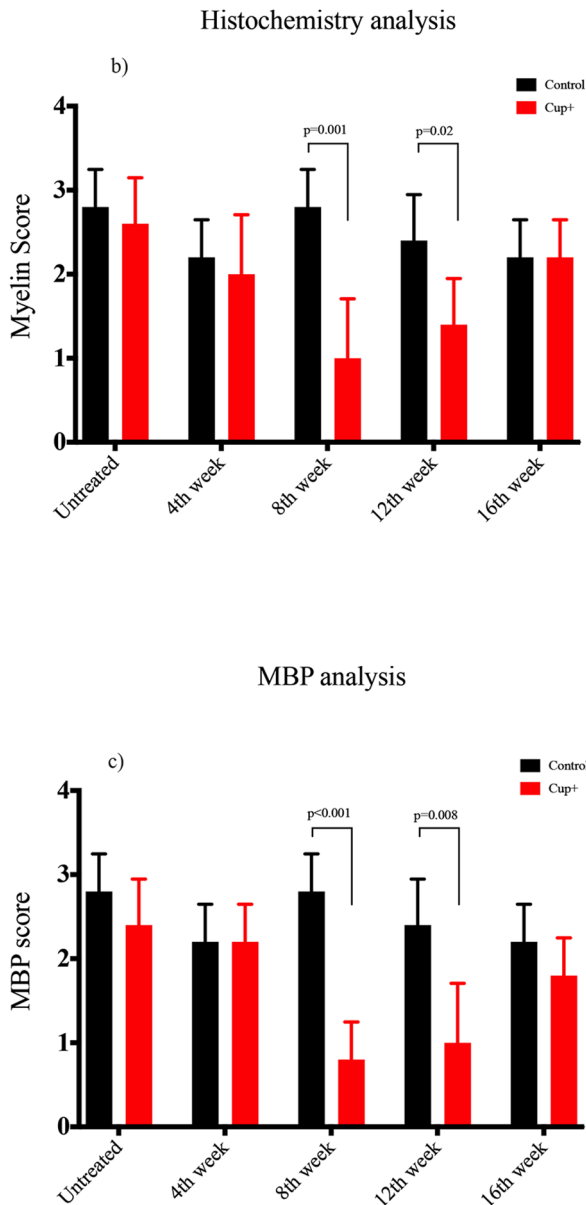 Histochemistry analysis
b)
Control
Cup+
4
3
2
1
0
Myelin Score
p=0.001
p=0.02
Untreated
4th week
8th week
12th week
16th week
MBP analysis
c)
Control
Cup+
4
3
2
1
0
MBP score
p<0.001
p=0.008
Untreated
4th week
8th week
12th week
16th week